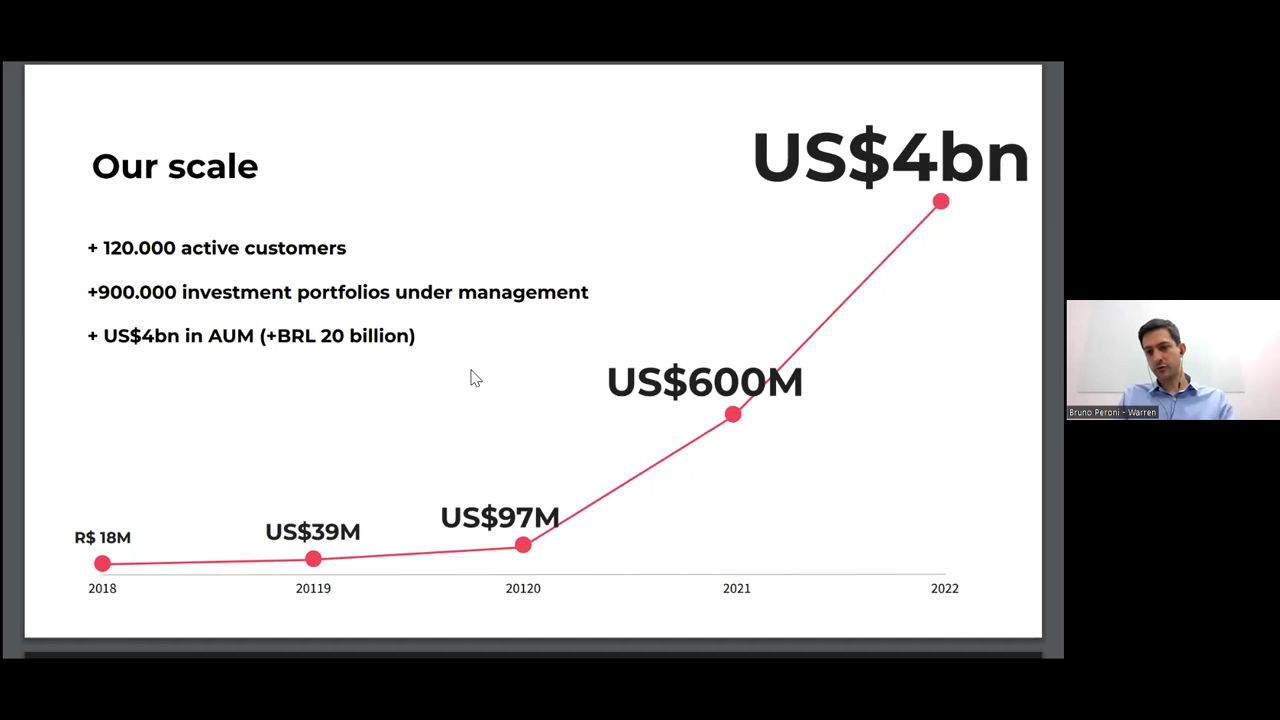 Our scale
US$4bn
+ 120.000 active customers
+900.000 investment portfolios under management
+ US$4bn in AUM (+BRL 20 billion)
US$600M
US$97M
US$39M
R$ 18M
2018
20119
20120
2021
2022
Bruno Peroni - Warren